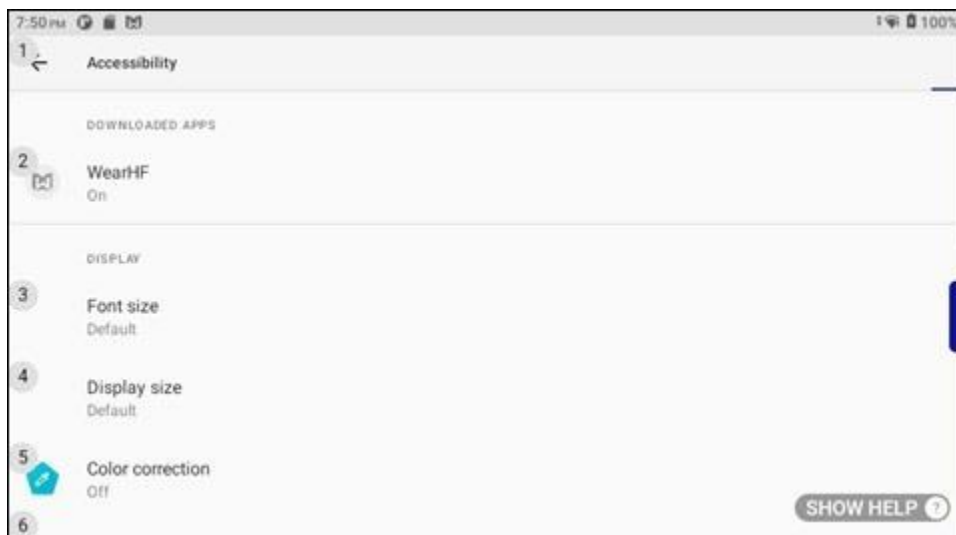 7:50 PM 100%
1 Accessibility
DOWNLOADED APPS
2 WearHF
On
DISPLAY
3 Font size
Default
4 Display size
Default
5 Color correction
Off
SHOW HELP ?
6